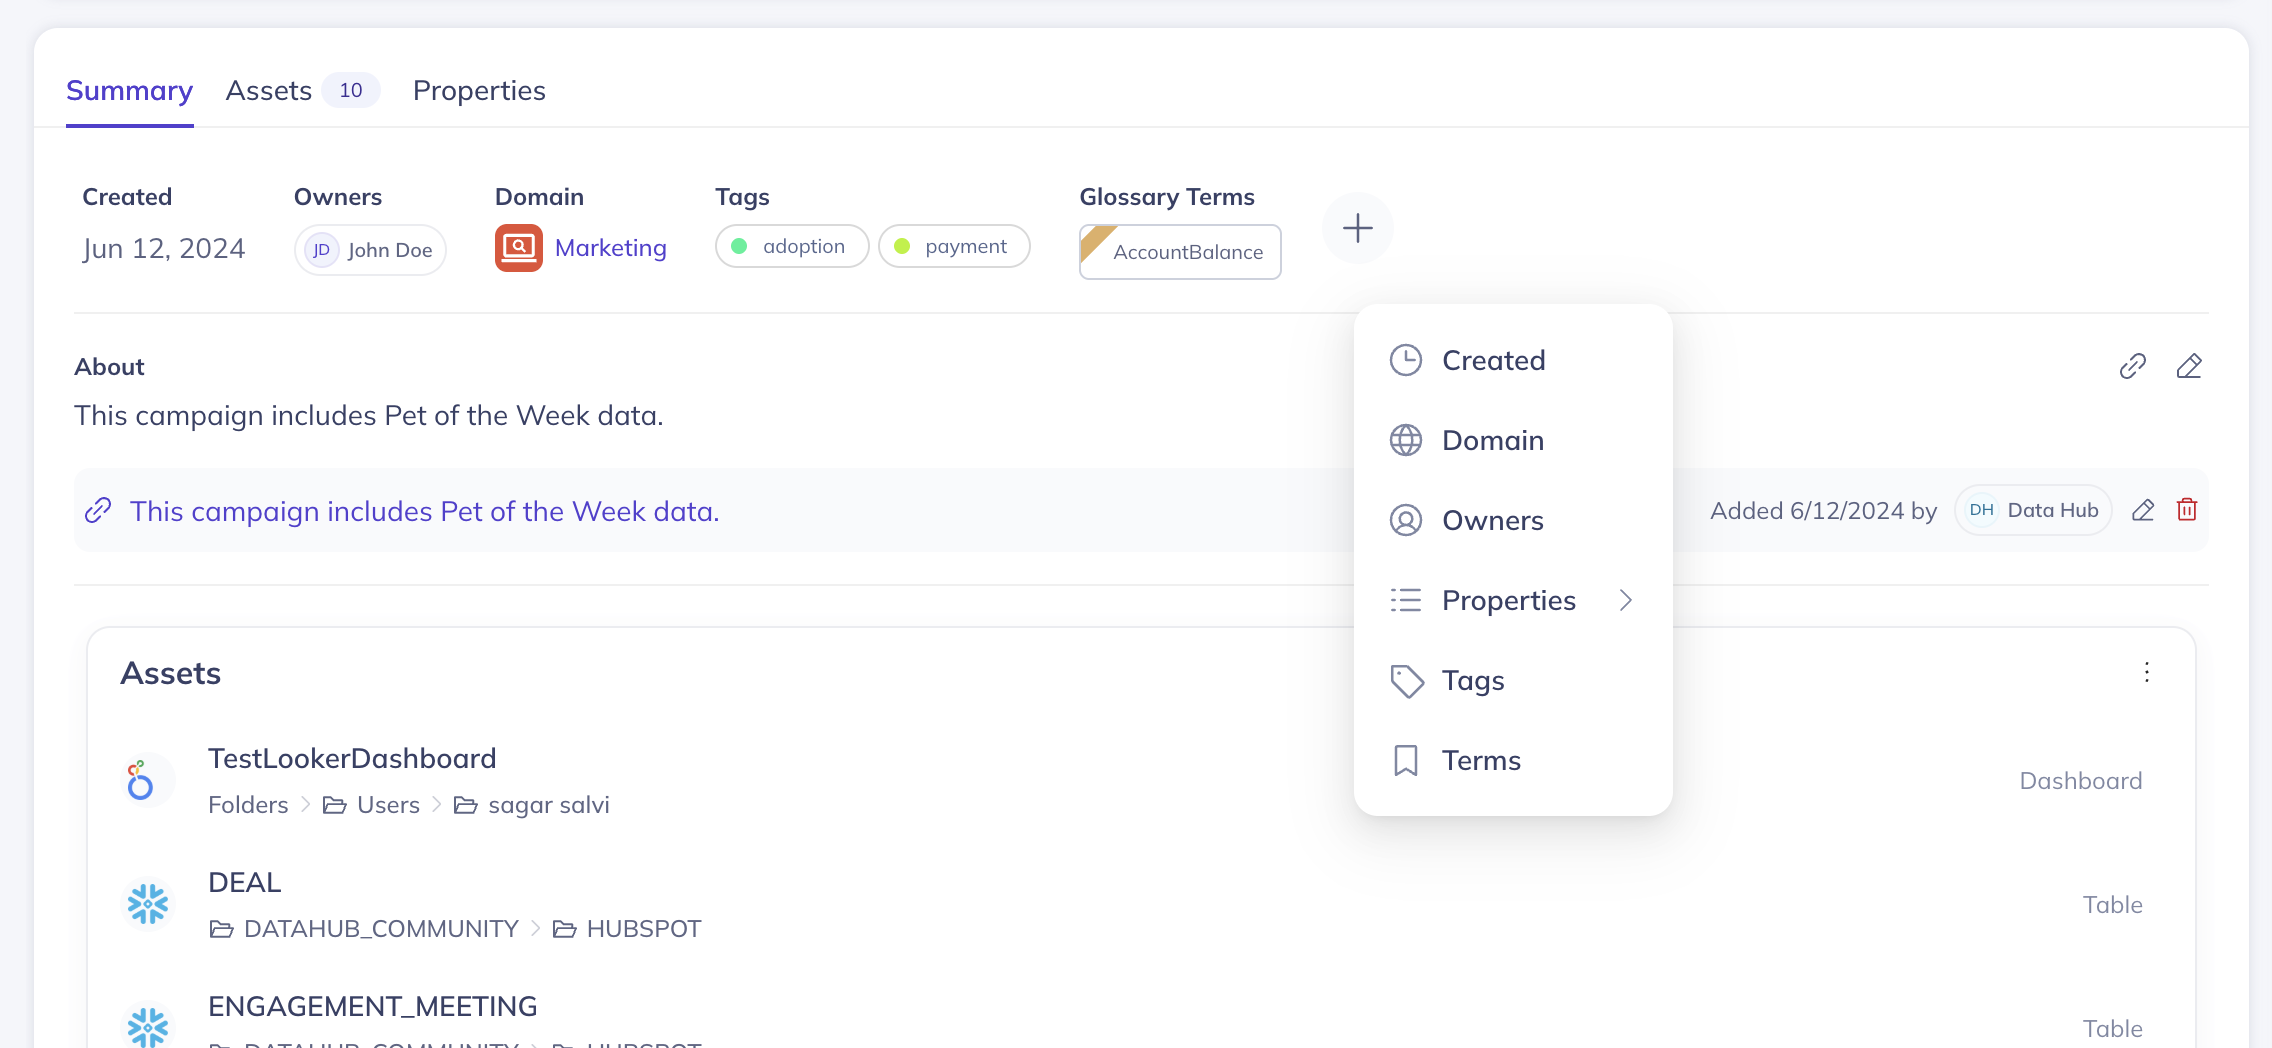 Summary Assets 10 Properties
Created Owners Domain Tags Glossary Terms
Jun 12, 2024 JD John Doe Marketing adoption payment AccountBalance
About
This campaign includes Pet of the Week data.
This campaign includes Pet of the Week data. Added 6/12/2024 by DH Data Hub
Created
Domain
Owners
Properties
Tags
Terms
Assets
TestLookerDashboard
Folders Users sagar salvi Dashboard
DEAL
DATAHUB_COMMUNITY HUBSPOT Table
ENGAGEMENT_MEETING
DATAHUB_COMMUNITY HUBSPOT Table